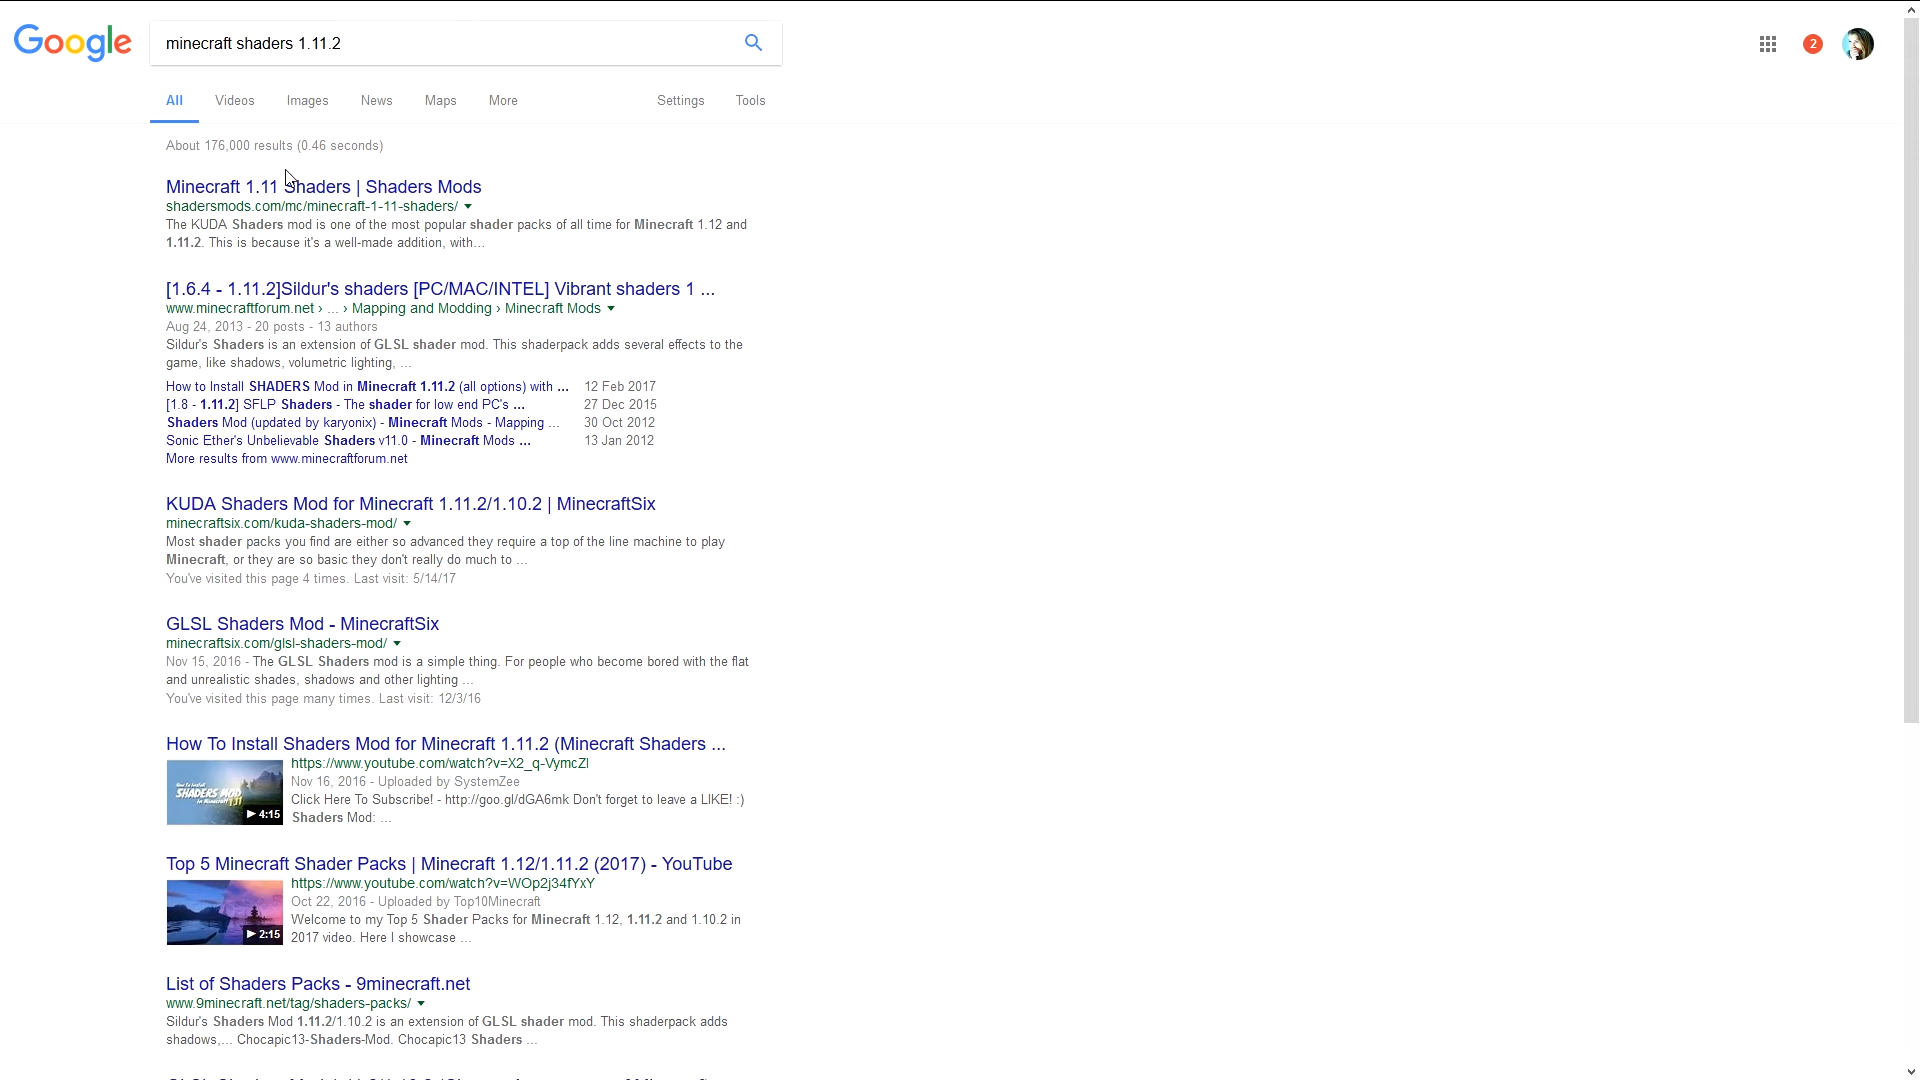 Google
minecraft shaders 1.11.2
2
All Videos Images News Maps More Settings Tools
About 176,000 results (0.46 seconds)
Minecraft 1.11 Shaders | Shaders Mods
shadersmods.com/mc/minecraft-1-11-shaders/
The KUDA Shaders mod is one of the most popular shader packs of all time for Minecraft 1.12 and
1.11.2. This is because it's a well-made addition, with...
[1.6.4 - 1.11.2]Sildur's shaders [PC/MAC/INTEL] Vibrant shaders 1 ...
www.minecraftforum.net › ... › Mapping and Modding › Minecraft Mods
Aug 24, 2013 - 20 posts - 13 authors
Sildur's Shaders is an extension of GLSL shader mod. This shaderpack adds several effects to the
game, like shadows, volumetric lighting, ...
How to Install SHADERS Mod in Minecraft 1.11.2 (all options) with ... 12 Feb 2017
[1.8 - 1.11.2] SFLP Shaders - The shader for low end PC's ... 27 Dec 2015
Shaders Mod (updated by karyonix) - Minecraft Mods - Mapping ... 30 Oct 2012
Sonic Ether's Unbelievable Shaders v11.0 - Minecraft Mods ... 13 Jan 2012
More results from www.minecraftforum.net
KUDA Shaders Mod for Minecraft 1.11.2/1.10.2 | MinecraftSix
minecraftsix.com/kuda-shaders-mod/
Most shader packs you find are either so advanced they require a top of the line machine to play
Minecraft, or they are so basic they don't really do much to ...
You've visited this page 4 times. Last visit: 5/14/17
GLSL Shaders Mod - MinecraftSix
minecraftsix.com/glsl-shaders-mod/
Nov 15, 2016 - The GLSL Shaders mod is a simple thing. For people who become bored with the flat
and unrealistic shades, shadows and other lighting ...
You've visited this page many times. Last visit: 12/3/16
How To Install Shaders Mod for Minecraft 1.11.2 (Minecraft Shaders ...
https://www.youtube.com/watch?v=X2_q-VymcZI
Nov 16, 2016 - Uploaded by SystemZee
Click Here To Subscribe! - http://goo.gl/dGA6mk Don't forget to leave a LIKE! :)
Shaders Mod: ...
How To Install
SHADERS MOD
in Minecraft 1.11
4:15
Top 5 Minecraft Shader Packs | Minecraft 1.12/1.11.2 (2017) - YouTube
https://www.youtube.com/watch?v=WOp2j34fYxY
Oct 22, 2016 - Uploaded by Top10Minecraft
Welcome to my Top 5 Shader Packs for Minecraft 1.12, 1.11.2 and 1.10.2 in
2017 video. Here I showcase ...
2:15
List of Shaders Packs - 9minecraft.net
www.9minecraft.net/tag/shaders-packs/
Sildur's Shaders Mod 1.11.2/1.10.2 is an extension of GLSL shader mod. This shaderpack adds
shadows,... Chocapic13-Shaders-Mod. Chocapic13 Shaders ...